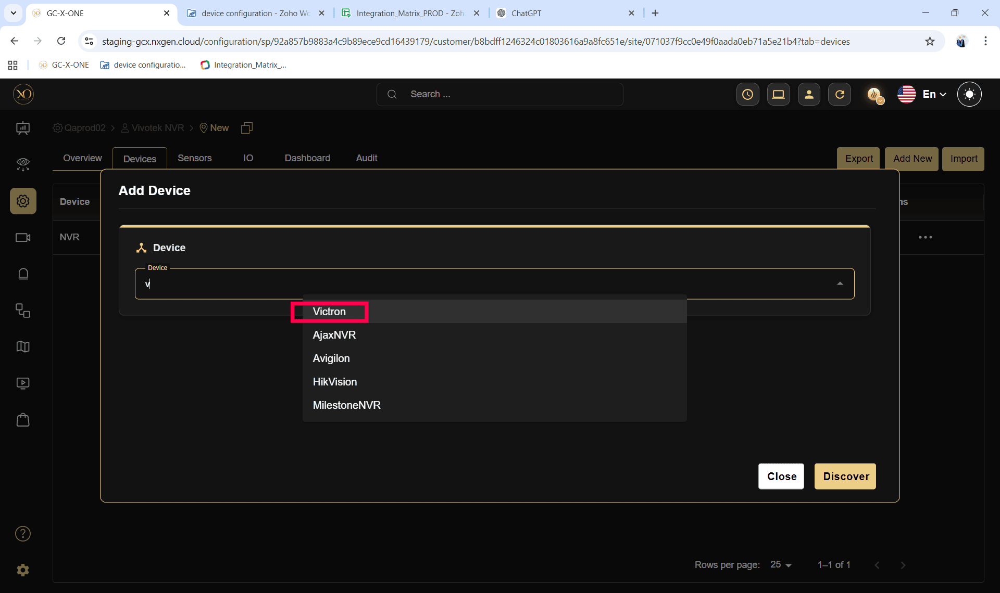 GC-X-ONE
device configuration - Zoho Wo
Integration_Matrix_PROD - Zoh
ChatGPT
staging-gcx.nxgen.cloud/configuration/sp/92a857b9883a4c9b89ece9cd16439179/customer/b8bdff1246324c01803616a9a8fc651e/site/071037f9cc0e49f0aada0eb71a5e21b4?tab=devices
GC-X-ONE
device configuratio...
Integration_Matrix_...
XO
Search ...
En
Qaprod02 > Vivotek NVR > New
Overview
Devices
Sensors
IO
Dashboard
Audit
Export
Add New
Import
Device
ns
NVR
Add Device
Device
Device
v
Victron
AjaxNVR
Avigilon
HikVision
MilestoneNVR
Close
Discover
Rows per page: 25
1–1 of 1